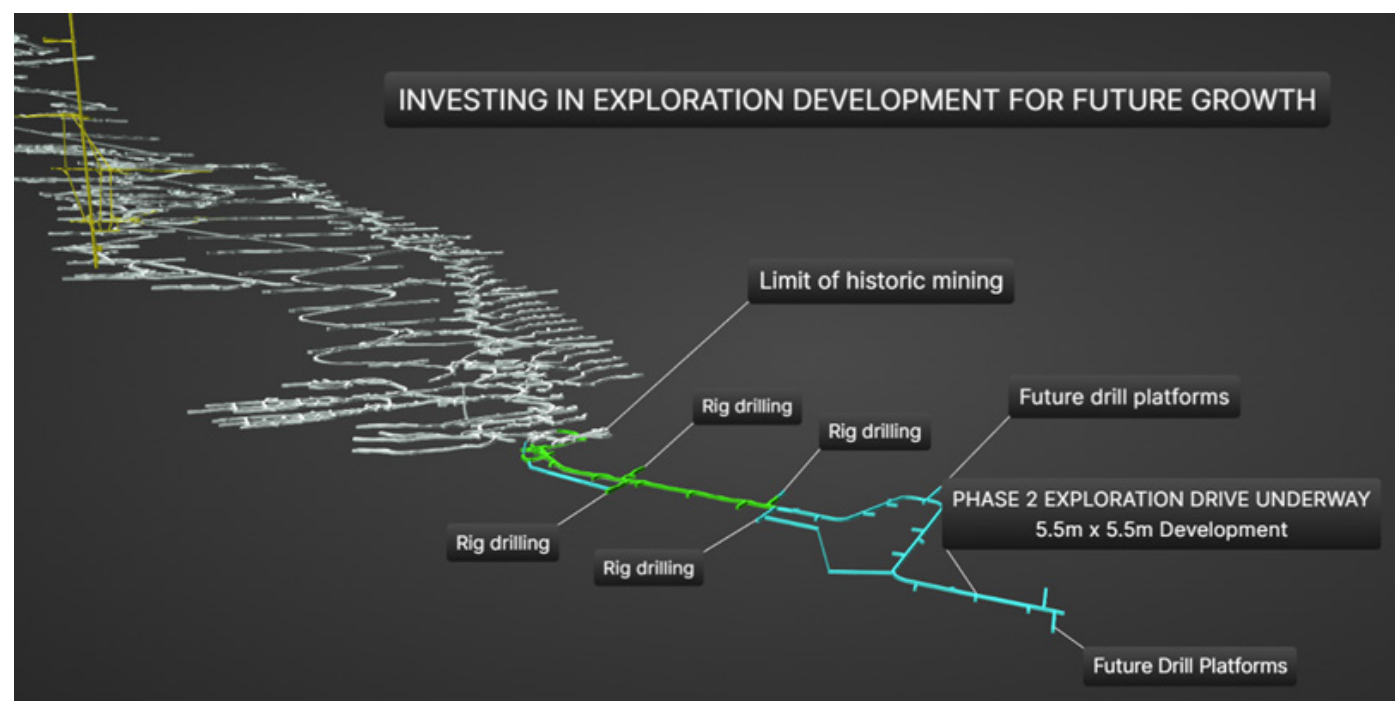 INVESTING IN EXPLORATION DEVELOPMENT FOR FUTURE GROWTH
Limit of historic mining
Future drill platforms
Rig drilling
Rig drilling
PHASE 2 EXPLORATION DRIVE UNDERWAY
5.5m x 5.5m Development
Rig drilling
Rig drilling
Future Drill Platforms